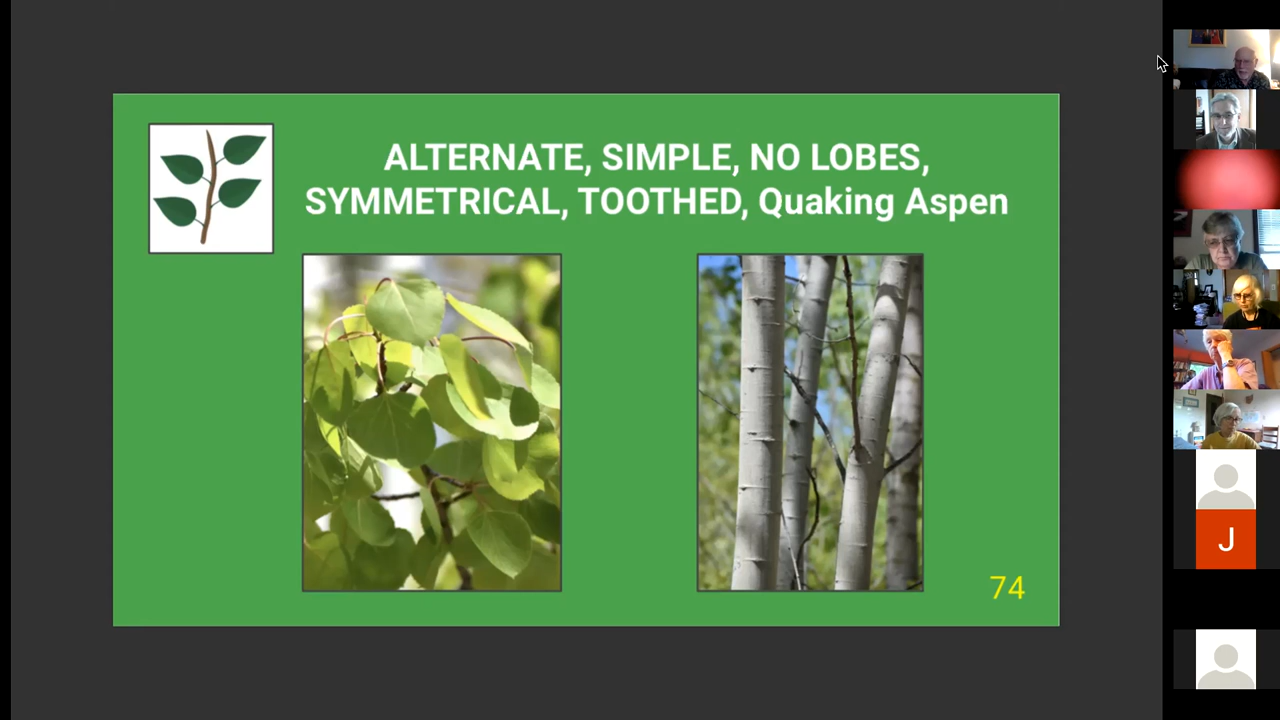 ALTERNATE, SIMPLE, NO LOBES,
SYMMETRICAL, TOOTHED, Quaking Aspen
74
J